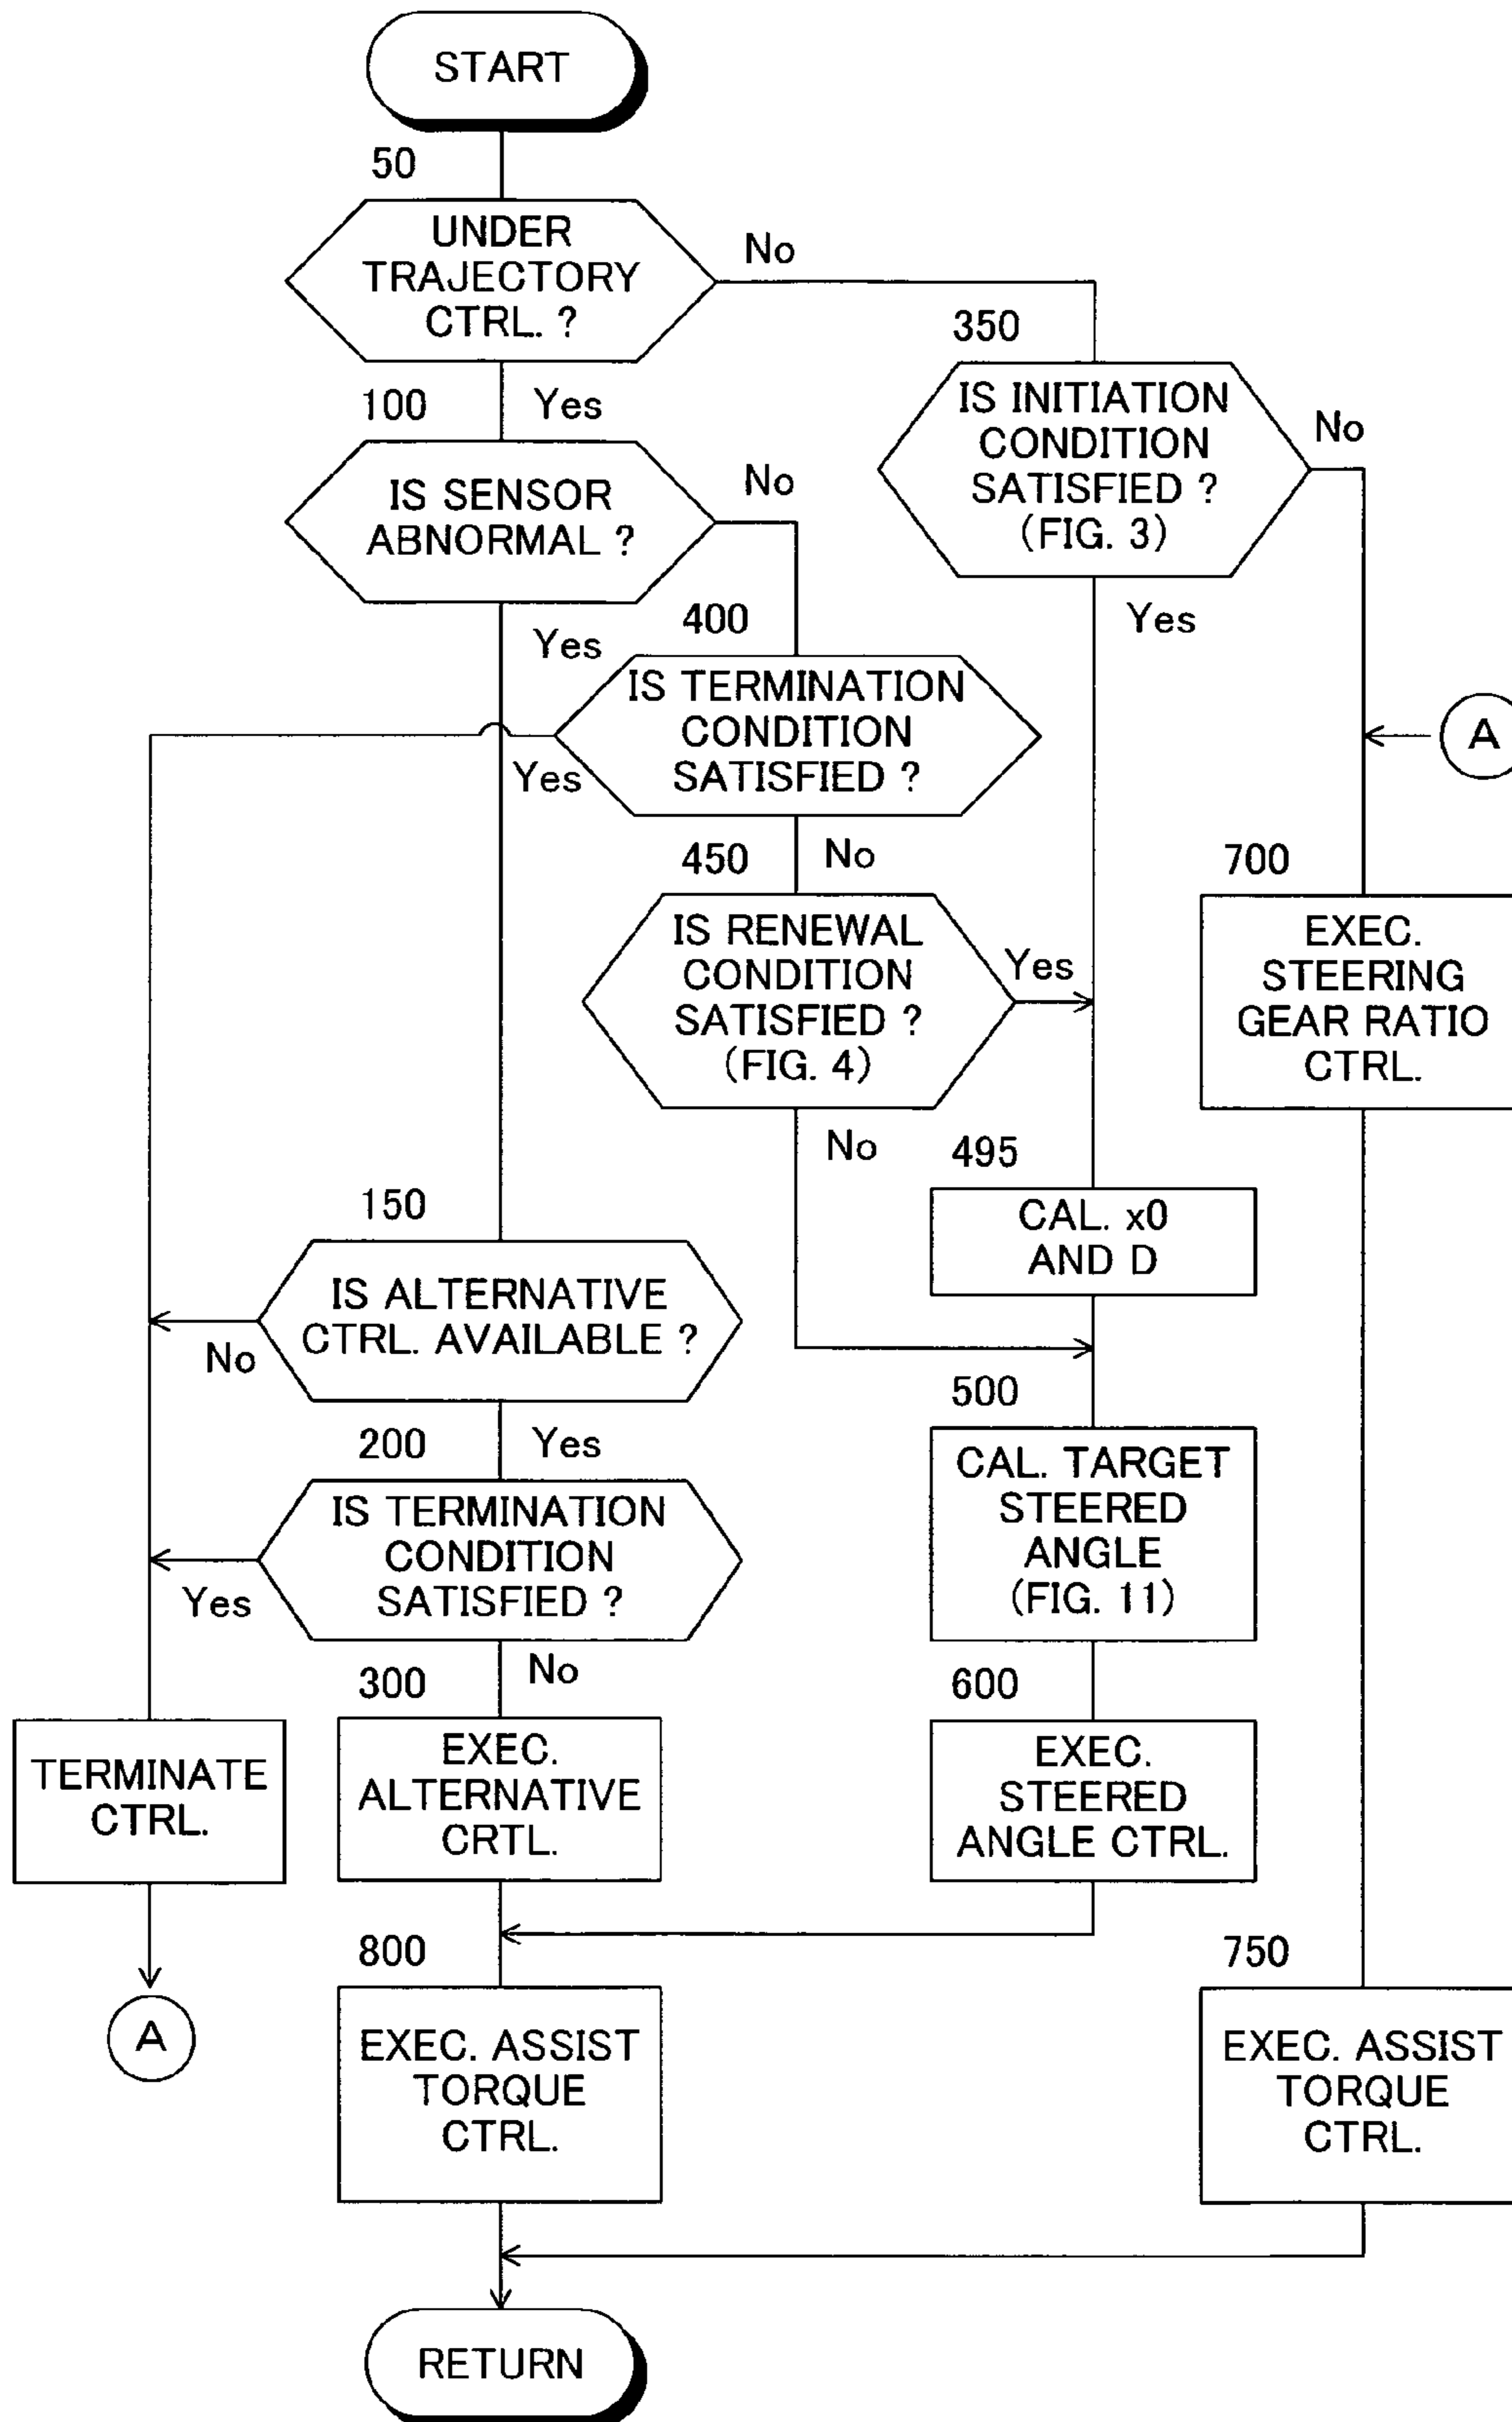 START
50
UNDER
TRAJECTORY
CTRL. ?
No
Yes
350
IS INITIATION
CONDITION
SATISFIED ?
(FIG. 3)
No
Yes
100
IS SENSOR
ABNORMAL ?
No
Yes
400
IS TERMINATION
CONDITION
SATISFIED ?
Yes
No
A
450
IS RENEWAL
CONDITION
SATISFIED ?
(FIG. 4)
Yes
No
700
EXEC.
STEERING
GEAR RATIO
CTRL.
495
CAL. x0
AND D
150
IS ALTERNATIVE
CTRL. AVAILABLE ?
No
Yes
500
CAL. TARGET
STEERED
ANGLE
(FIG. 11)
200
IS TERMINATION
CONDITION
SATISFIED ?
Yes
No
TERMINATE
CTRL.
300
EXEC.
ALTERNATIVE
CRTL.
600
EXEC.
STEERED
ANGLE CTRL.
A
800
EXEC. ASSIST
TORQUE
CTRL.
750
EXEC. ASSIST
TORQUE
CTRL.
RETURN